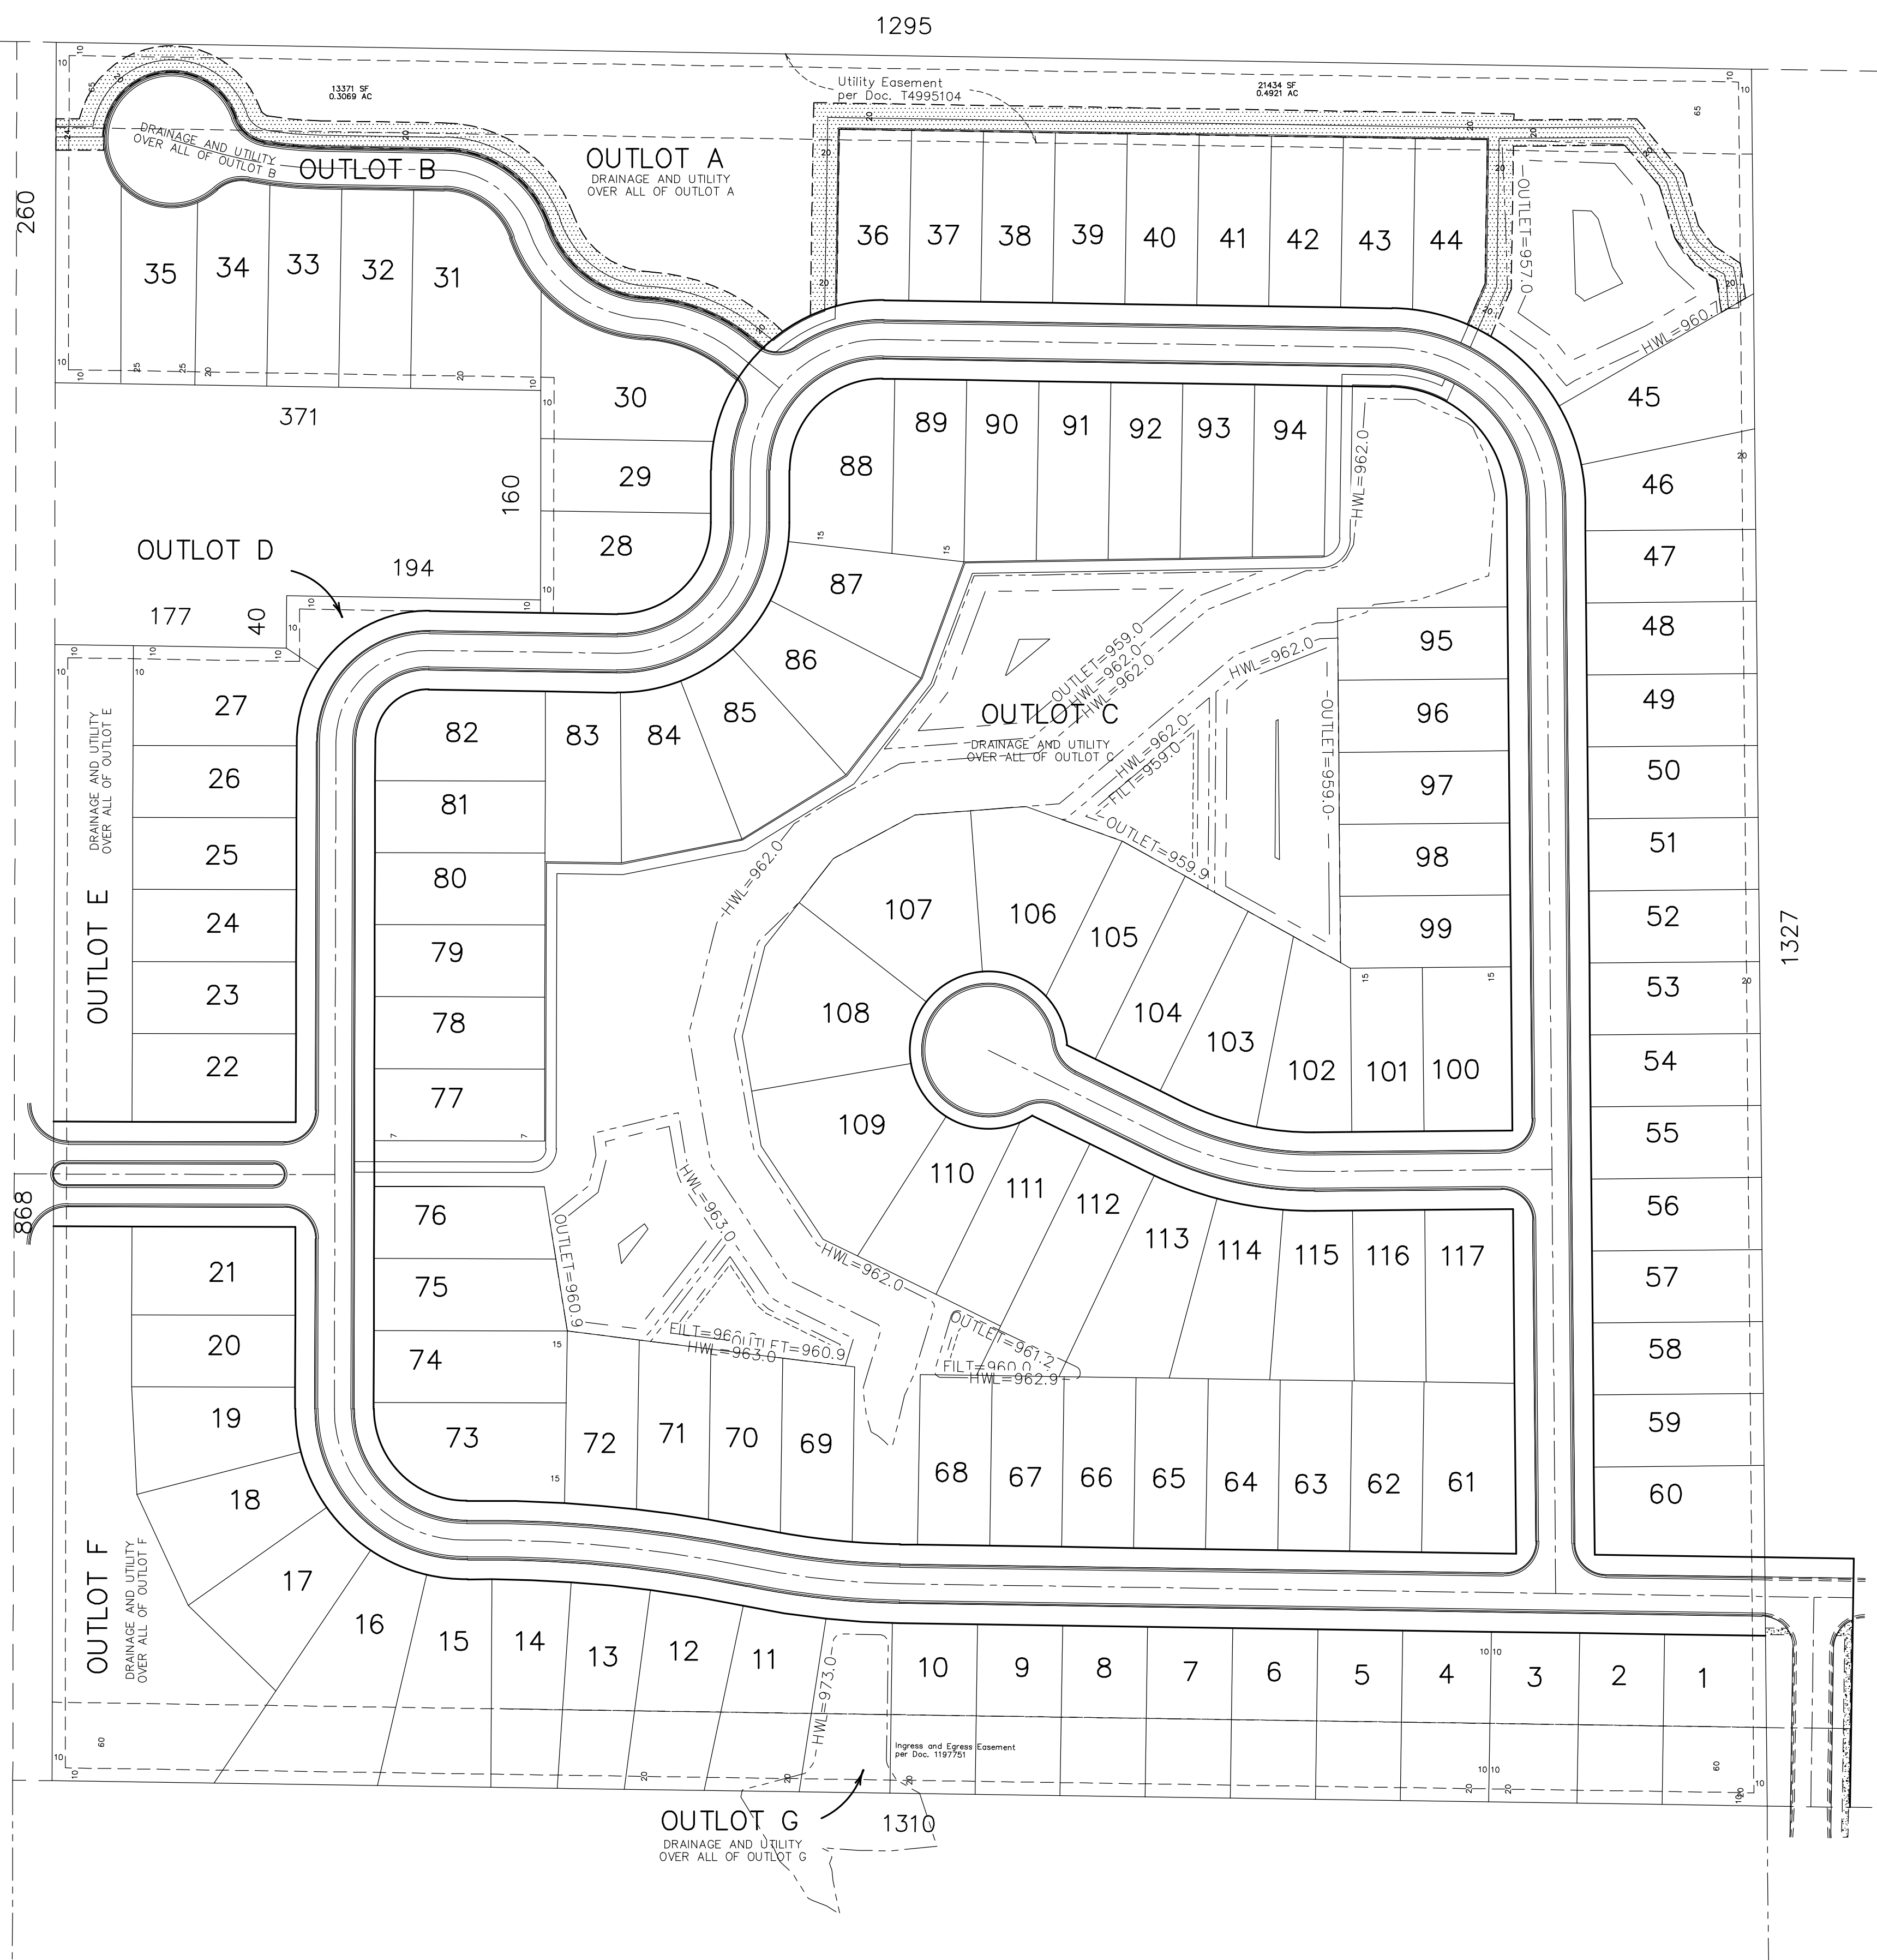 1295
Utility Easement
per Doc. T4995104
13371 SF
0.3069 AC
21434 SF
0.4921 AC
DRAINAGE AND UTILITY
OVER ALL OF OUTLOT B
OUTLOT B
OUTLOT A
DRAINAGE AND UTILITY
OVER ALL OF OUTLOT A
260
36 37 38 39 40 41 42 43 44
OUTLET=957.0
HWL=960.
35 34 33 32 31
371
30
29
28
160
45
46
47
48
49
50
51
52
53
54
55
56
57
58
59
60
1327
88 89 90 91 92 93 94
HWL=962.0
87
86
85
84
83
82
81
80
79
78
77
OUTLOT D
194
177
40
27
26
25
24
23
22
OUTLOT E
DRAINAGE AND UTILITY
OVER ALL OF OUTLOT E
OUTLET=959.0
HWL=962.0
HWL=962.0
OUTLOT C
DRAINAGE AND UTILITY
OVER ALL OF OUTLOT C
HWL=962.0
HWL=962.0
FILT=959.0
OUTLET=959.0
OUTLET=959.9
HWL=962.0
95
96
97
98
99
107 106 105 104 103 102 101 100
108
109
110 111 112 113 114 115 116 117
868
76
75
74
73
72 71 70 69
OUTLET=960.9
HWL=963.0
OUTLET=960.9
HWL=963.0
HWL=962.0
OUTLET=961.2
FILT=960.0
HWL=962.9
68 67 66 65 64 63 62 61
21
20
19
18
17
16 15 14 13 12 11 10 9 8 7 6 5 4 3 2 1
OUTLOT F
DRAINAGE AND UTILITY
OVER ALL OF OUTLOT F
HWL=973.0
Ingress and Egress Easement
per Doc. 1197751
OUTLOT G
DRAINAGE AND UTILITY
OVER ALL OF OUTLOT G
1310